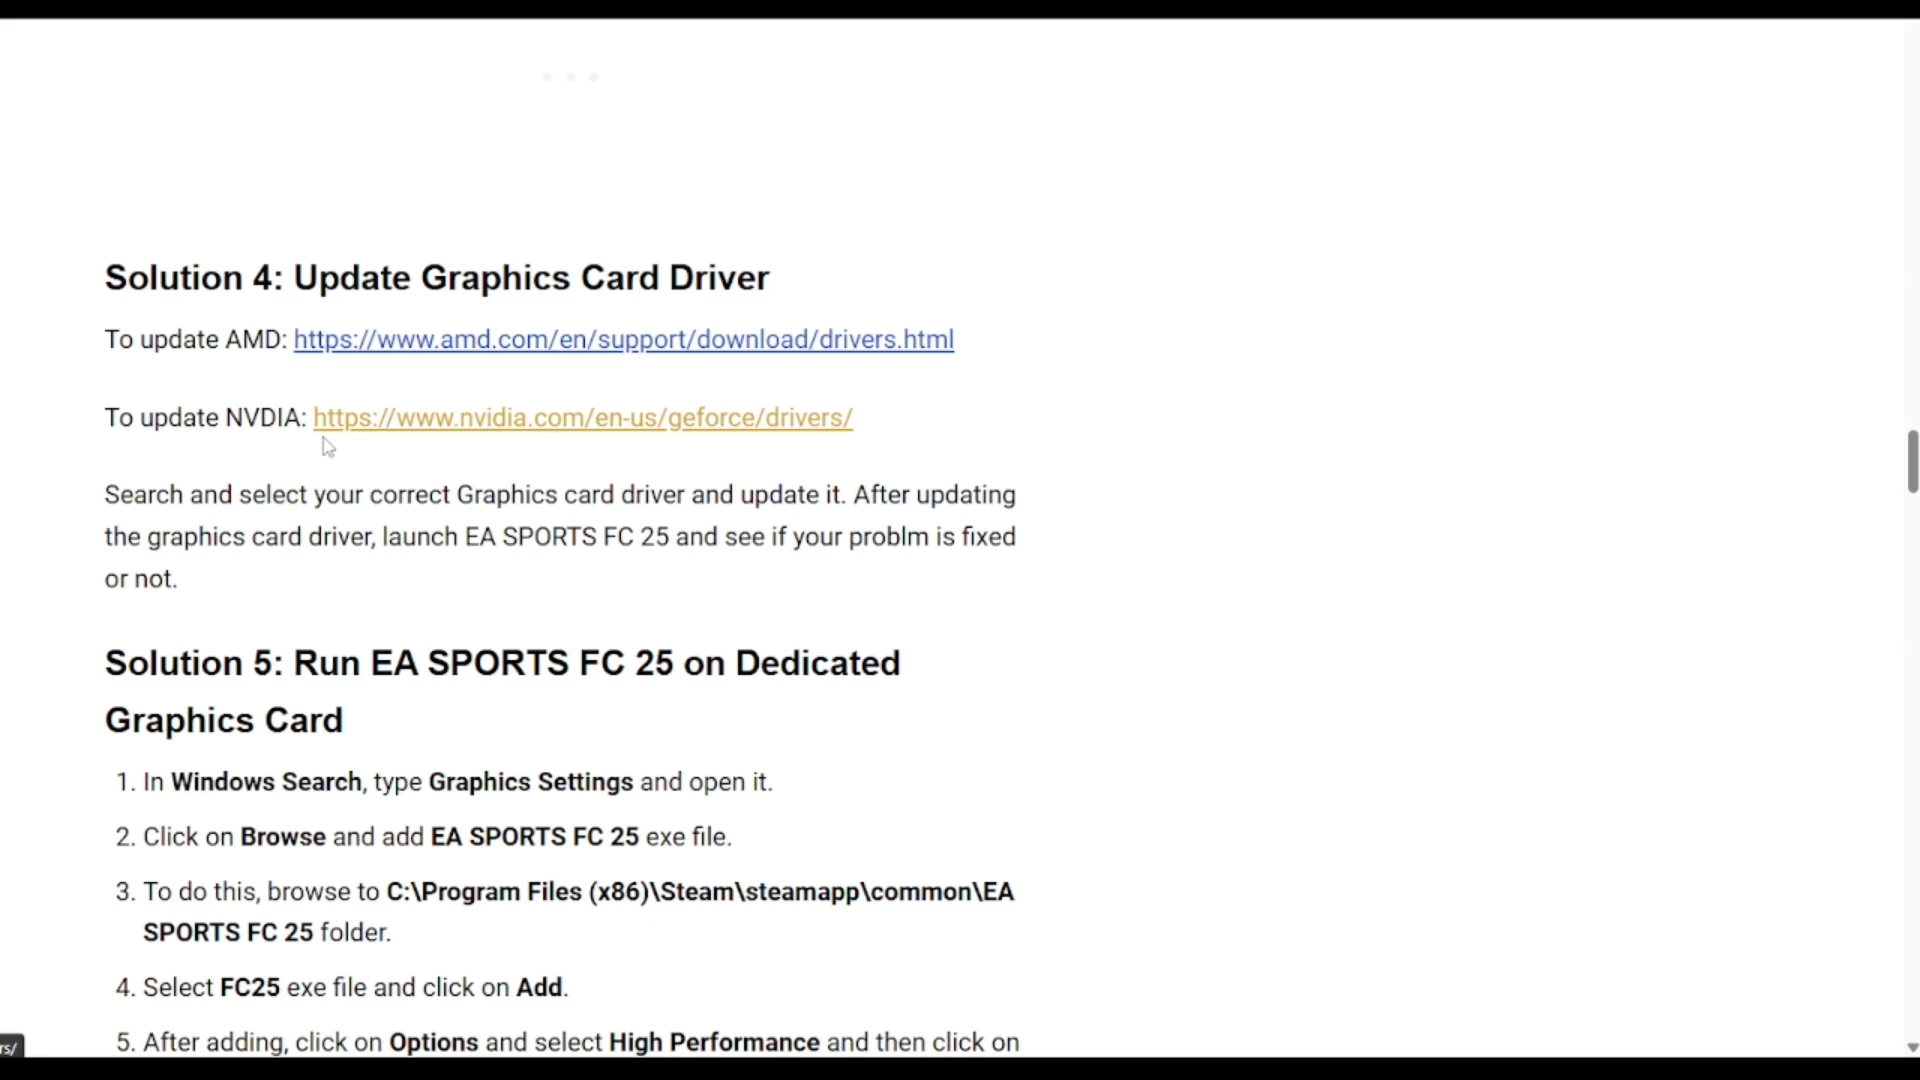 Solution 4: Update Graphics Card Driver
To update AMD: https://www.amd.com/en/support/download/drivers.html
To update NVDIA: https://www.nvidia.com/en-us/geforce/drivers/
Search and select your correct Graphics card driver and update it. After updating
the graphics card driver, launch EA SPORTS FC 25 and see if your problm is fixed
or not.
Solution 5: Run EA SPORTS FC 25 on Dedicated
Graphics Card
1. In Windows Search, type Graphics Settings and open it.
2. Click on Browse and add EA SPORTS FC 25 exe file.
3. To do this, browse to C:\Program Files (x86)\Steam\steamapp\common\EA
SPORTS FC 25 folder.
4. Select FC25 exe file and click on Add.
5. After adding, click on Options and select High Performance and then click on
rs/